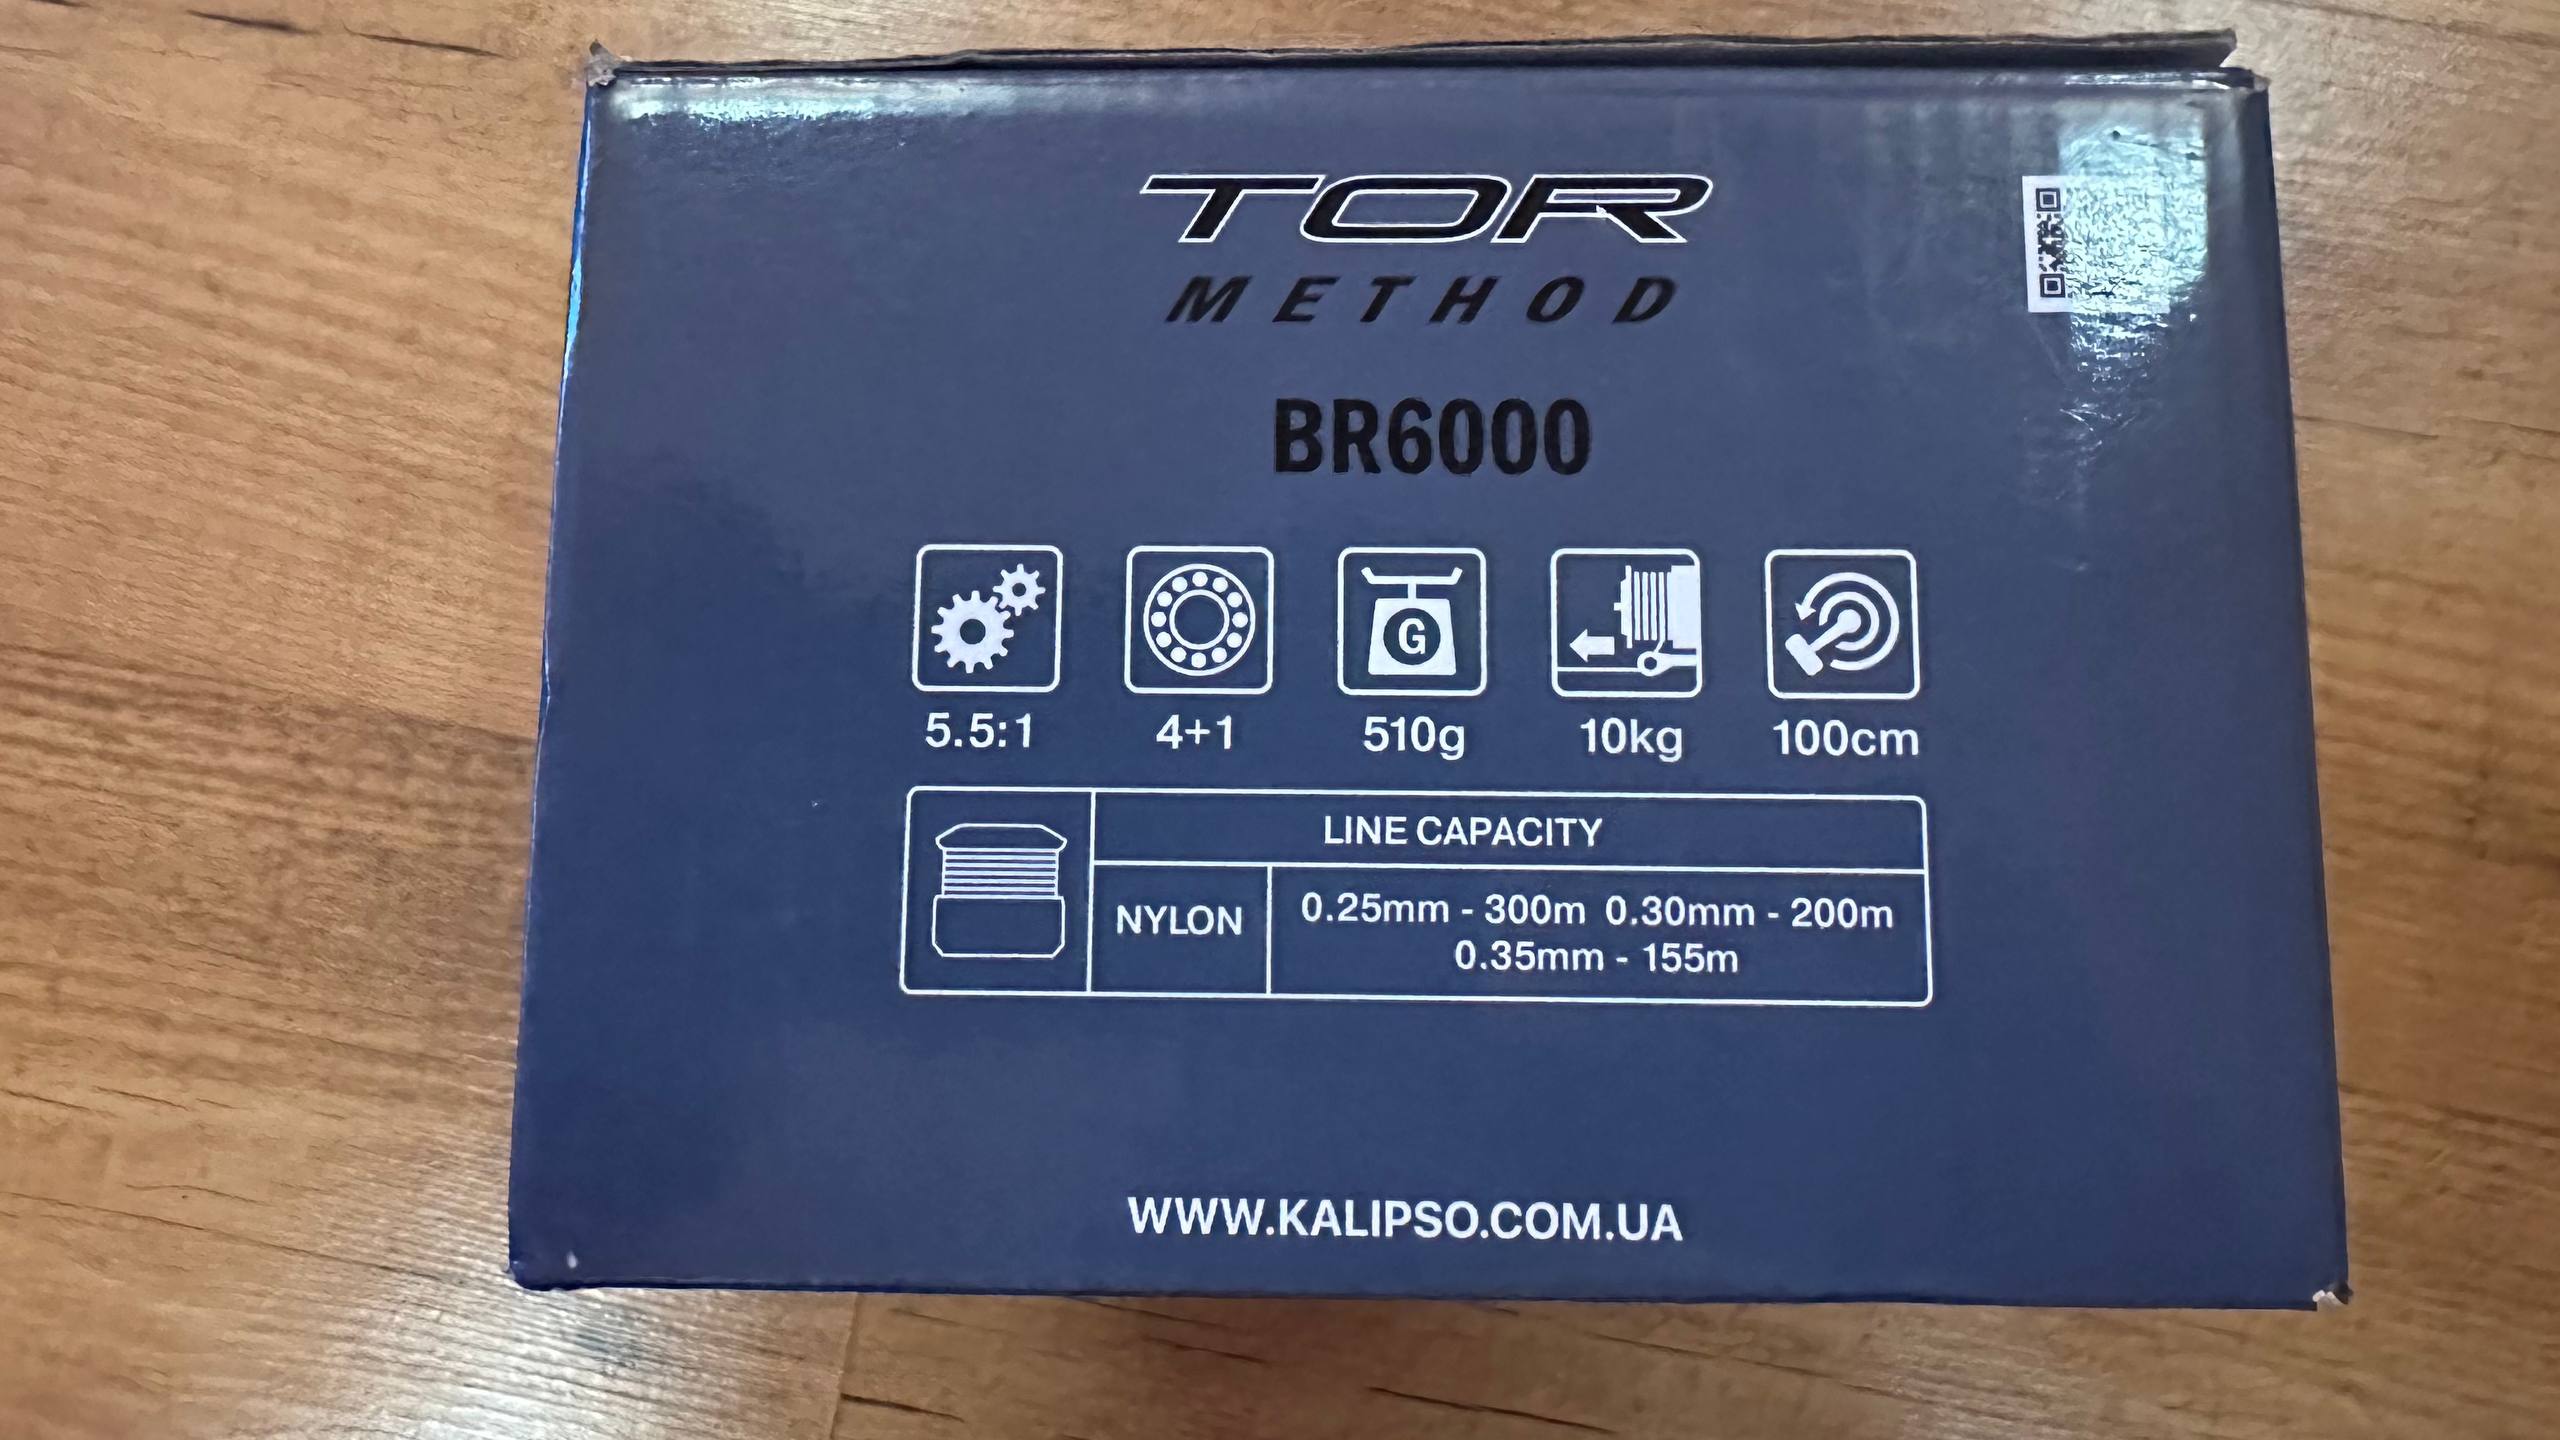 TOR
METHOD
BR6000
G
5.5:1 4+1 510g 10kg 100cm
LINE CAPACITY
NYLON
0.25mm - 300m 0.30mm - 200m
0.35mm - 155m
WWW.KALIPSO.COM.UA